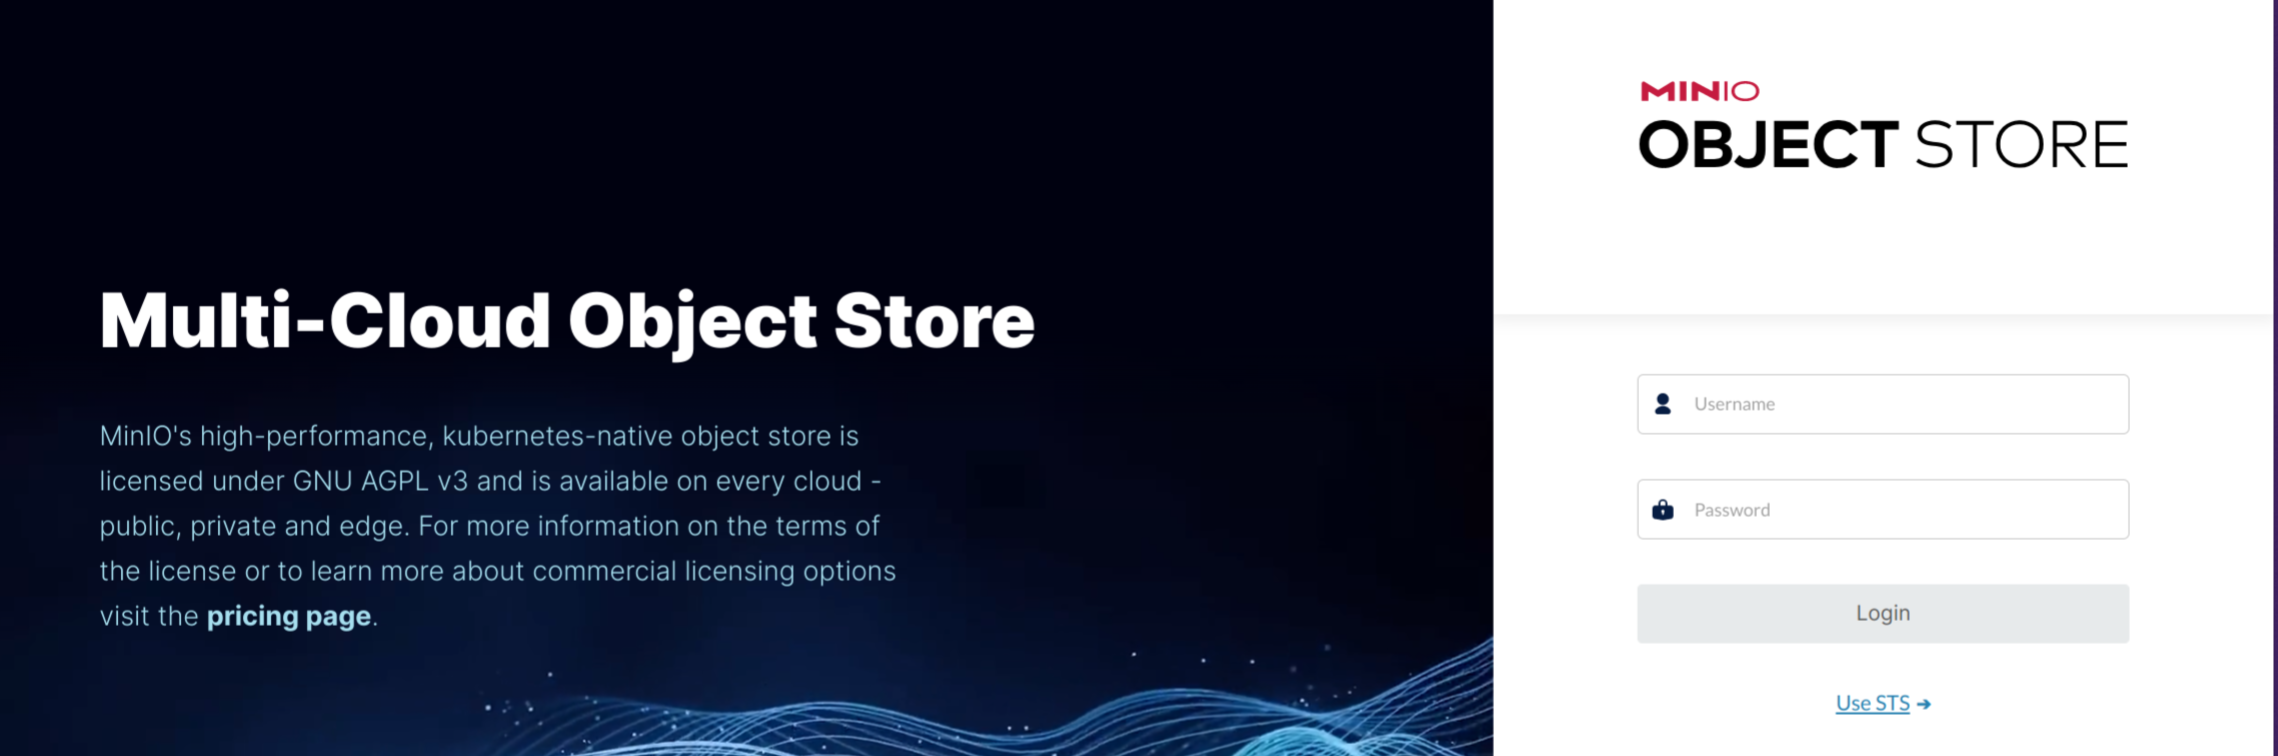 Multi-Cloud Object Store
MinIO's high-performance, kubernetes-native object store is
licensed under GNU AGPL v3 and is available on every cloud -
public, private and edge. For more information on the terms of
the license or to learn more about commercial licensing options
visit the pricing page.
MINIO
OBJECT STORE
Username
Password
Login
Use STS ➔